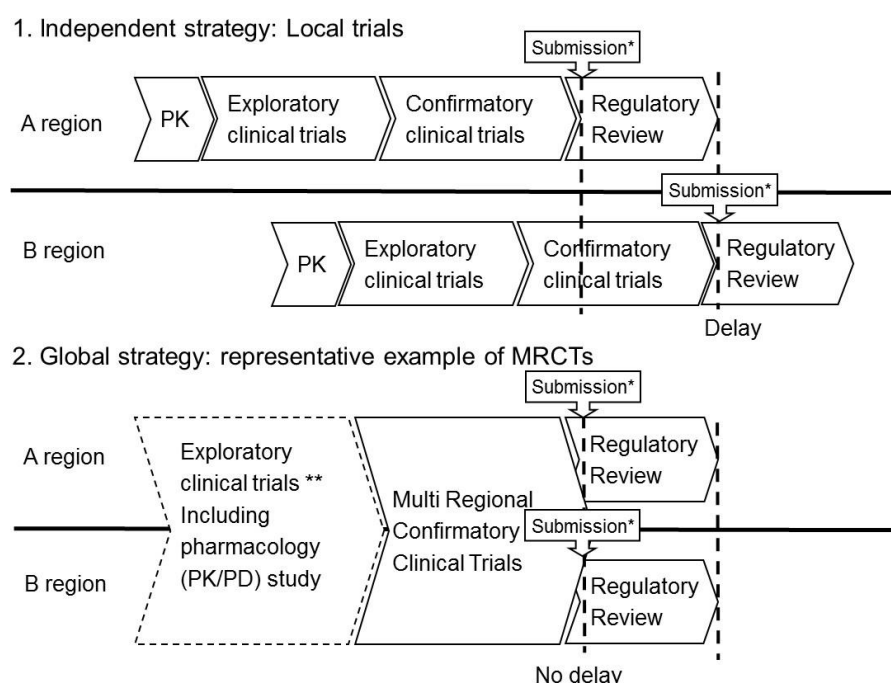 1. Independent strategy: Local trials
Submission*
A region
PK
Exploratory
clinical trials
Confirmatory
clinical trials
Regulatory
Review
Submission*
B region
PK
Exploratory
clinical trials
Confirmatory
clinical trials
Regulatory
Review
Delay
2. Global strategy: representative example of MRCTs
Submission*
A region
Exploratory
clinical trials **
Including
pharmacology
(PK/PD) study
Multi Regional
Confirmatory
Clinical Trials
Regulatory
Review
Submission*
B region
Regulatory
Review
No delay